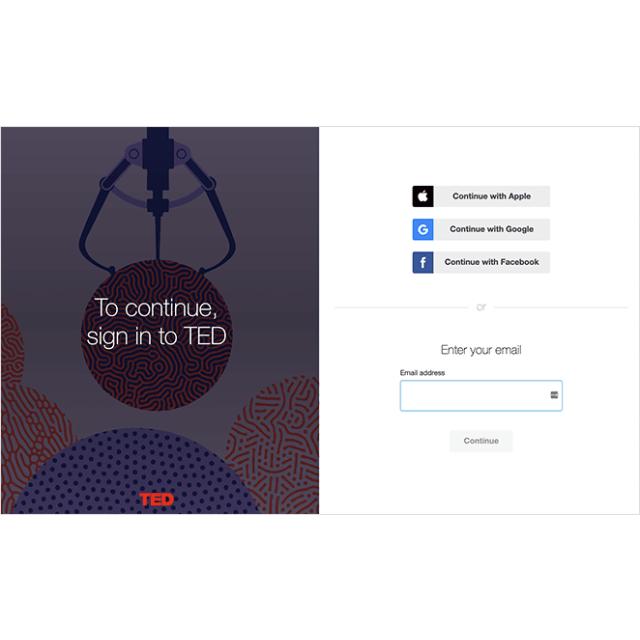 To continue,
sign in to TED
TED
Continue with Apple
Continue with Google
Continue with Facebook
or
Enter your email
Email address
Continue